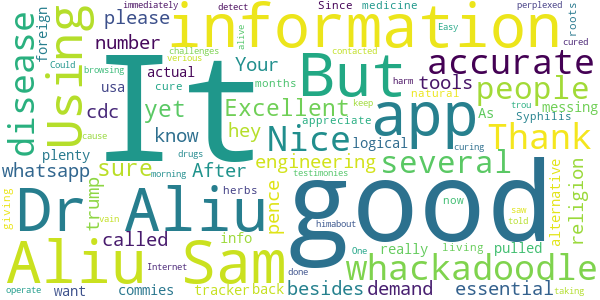 immediately detect Since medicine Easy perplexed
foreign please information challenges roots
Using number Your Could browsing
disease It But accurate
contacted cured alive
usa actual verious
cdc yet cure months harm tools people
Excellent app natural
appreciate As messing
hey Nice Syphilis trou
plenty know logical keep Thank
whatsapp sure After engineering several
cause drugs curing
Dr Aliu good
trump morning herbs testimonies
giving vain pence now saw told
called info himabout One living pulled
alternative religion
really
Aliu Sam Internet besides demand whackadoodle
want tracker back done essential
operate commies taking